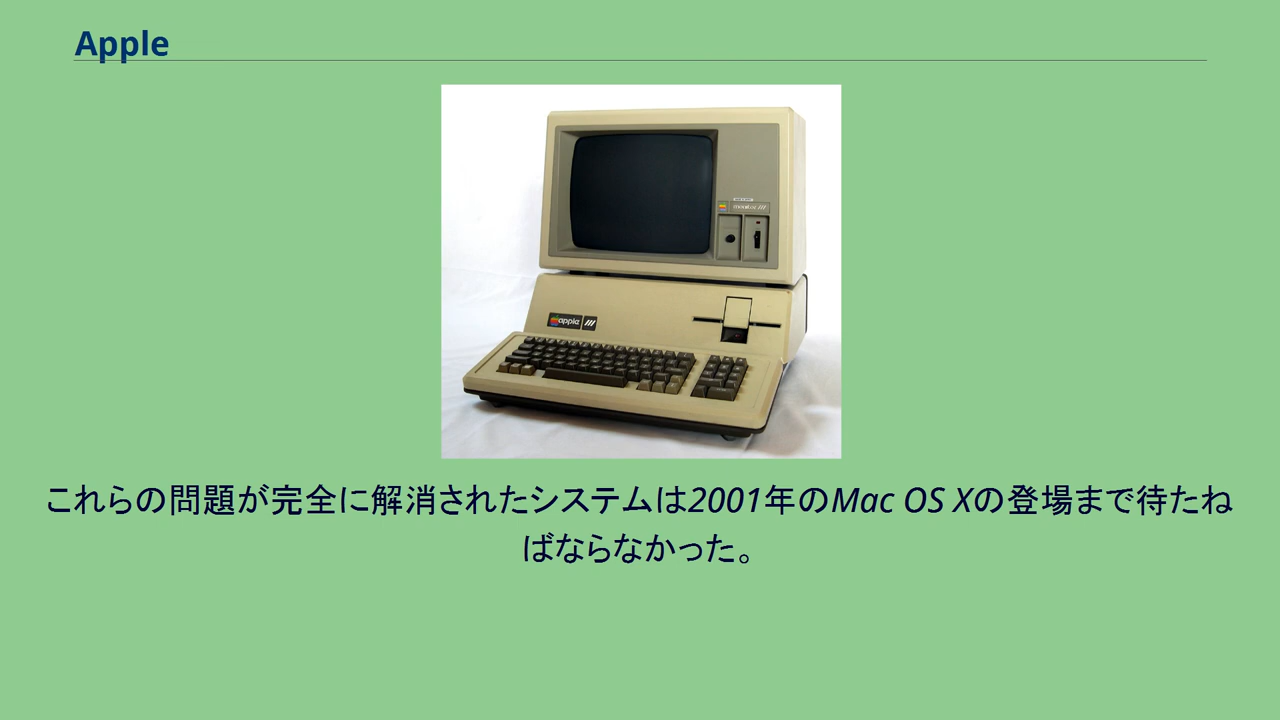 Apple
monitor ///
apple ///
これらの問題が完全に解消されたシステムは2001年のMac OS Xの登場まで待たね
ばならなかった。